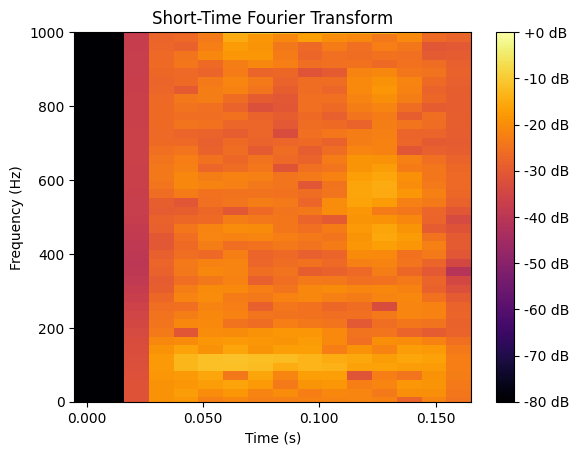 Short-Time Fourier Transform
Frequency (Hz)
1000
800
600
400
200
0
0.000
0.050
0.100
0.150
Time (s)
+0 dB
-10 dB
-20 dB
-30 dB
-40 dB
-50 dB
-60 dB
-70 dB
-80 dB